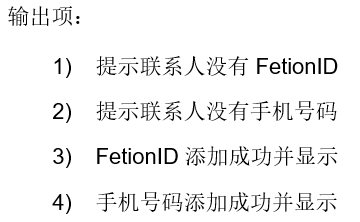 输出项：
1) 提示联系人没有 FetionID
2) 提示联系人没有手机号码
3) FetionID 添加成功并显示
4) 手机号码添加成功并显示